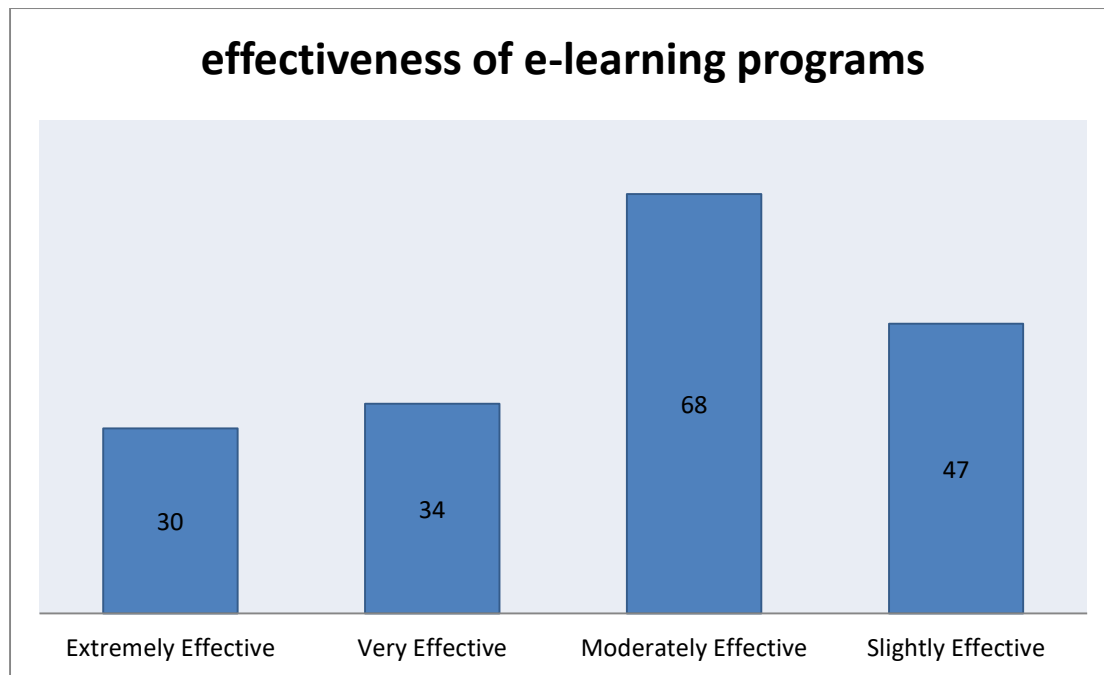 effectiveness of e-learning programs
30
34
68
47
Extremely Effective
Very Effective
Moderately Effective
Slightly Effective